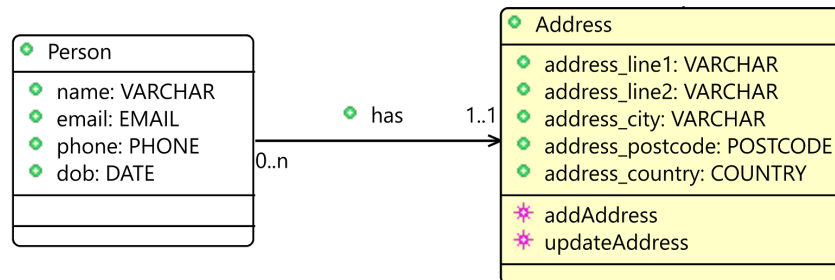 Person
name: VARCHAR
email: EMAIL
phone: PHONE
dob: DATE
has
0..n
1..1
Address
address_line1: VARCHAR
address_line2: VARCHAR
address_city: VARCHAR
address_postcode: POSTCODE
address_country: COUNTRY
addAddress
updateAddress